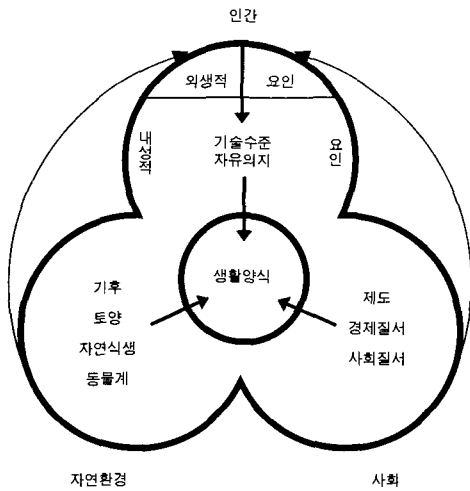 인간
외생적 요인
내성적
요인
기술수준
자유의지
생활양식
기후
토양
자연식생
동물계
제도
경제질서
사회질서
자연환경
사회